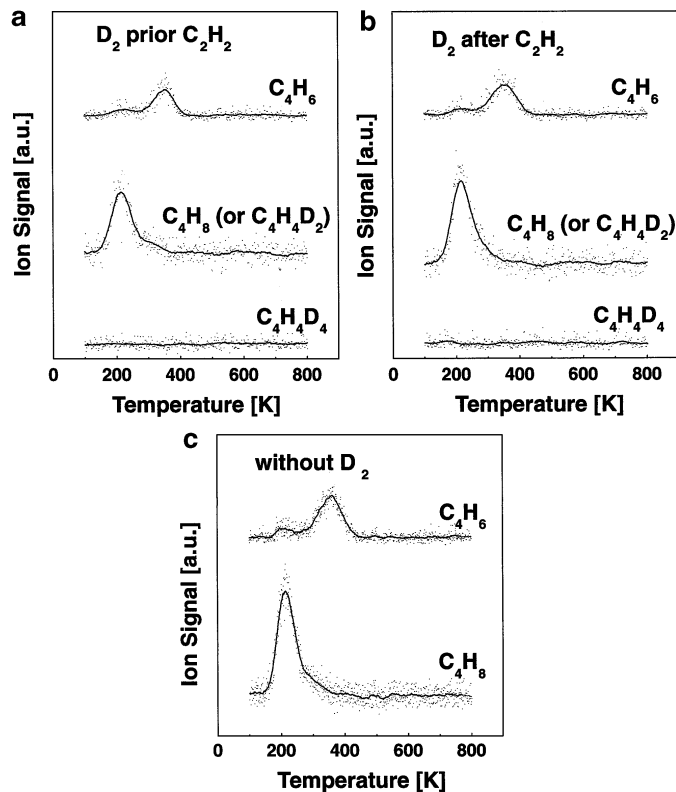 a
D₂ prior C₂H₂
C₄H₆
C₄H₈ (or C₄H₄D₂)
C₄H₄D₄
Ion Signal [a.u.]
0 200 400 600 800
Temperature [K]
b
D₂ after C₂H₂
C₄H₆
C₄H₈ (or C₄H₄D₂)
C₄H₄D₄
Ion Signal [a.u.]
0 200 400 600 800
Temperature [K]
c
without D₂
C₄H₆
C₄H₈
Ion Signal [a.u.]
0 200 400 600 800
Temperature [K]